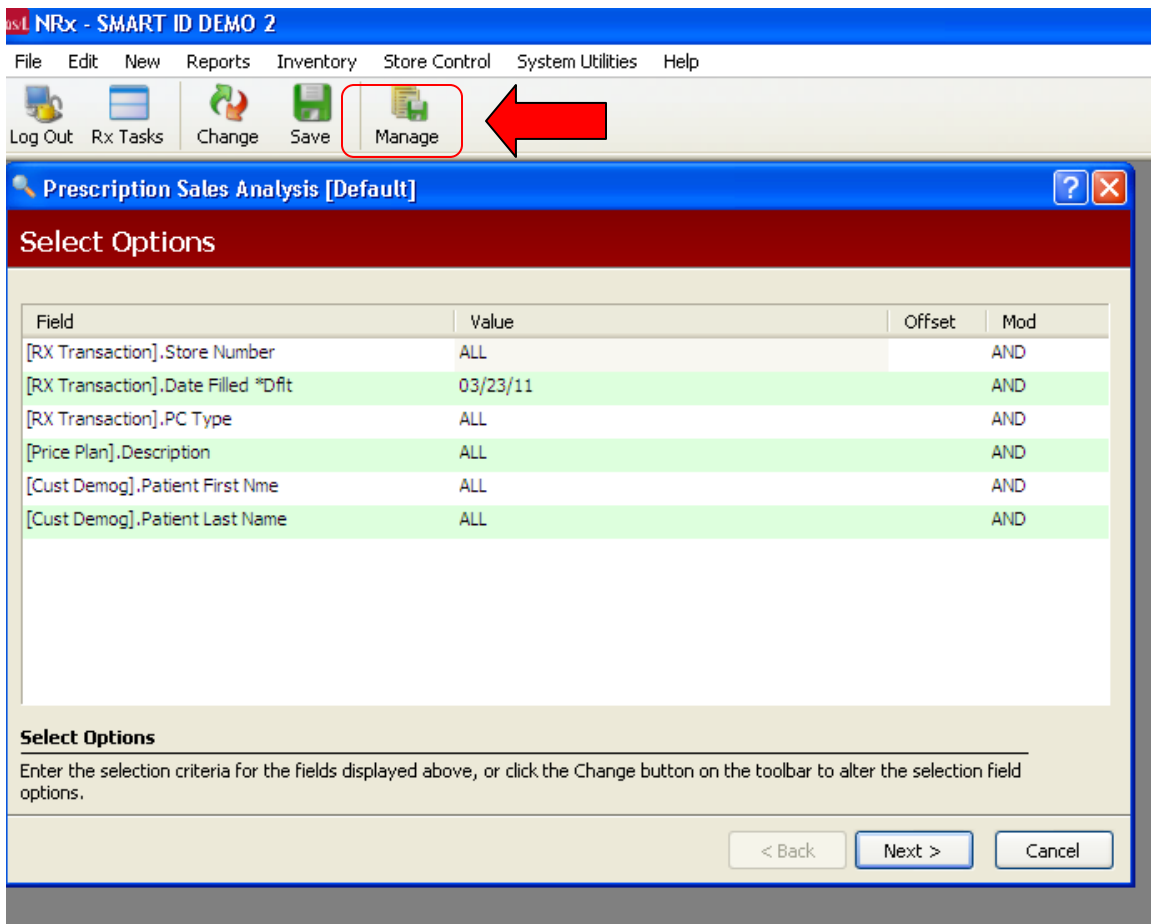 NRx - SMART ID DEMO 2
File Edit New Reports Inventory Store Control System Utilities Help
Log Out Rx Tasks Change Save Manage
Prescription Sales Analysis [Default]
Select Options
Field Value Offset Mod
[RX Transaction].Store Number ALL AND
[RX Transaction].Date Filled *Dflt 03/23/11 AND
[RX Transaction].PC Type ALL AND
[Price Plan].Description ALL AND
[Cust Demog].Patient First Nme ALL AND
[Cust Demog].Patient Last Name ALL AND
Select Options
Enter the selection criteria for the fields displayed above, or click the Change button on the toolbar to alter the selection field
options.
< Back Next > Cancel